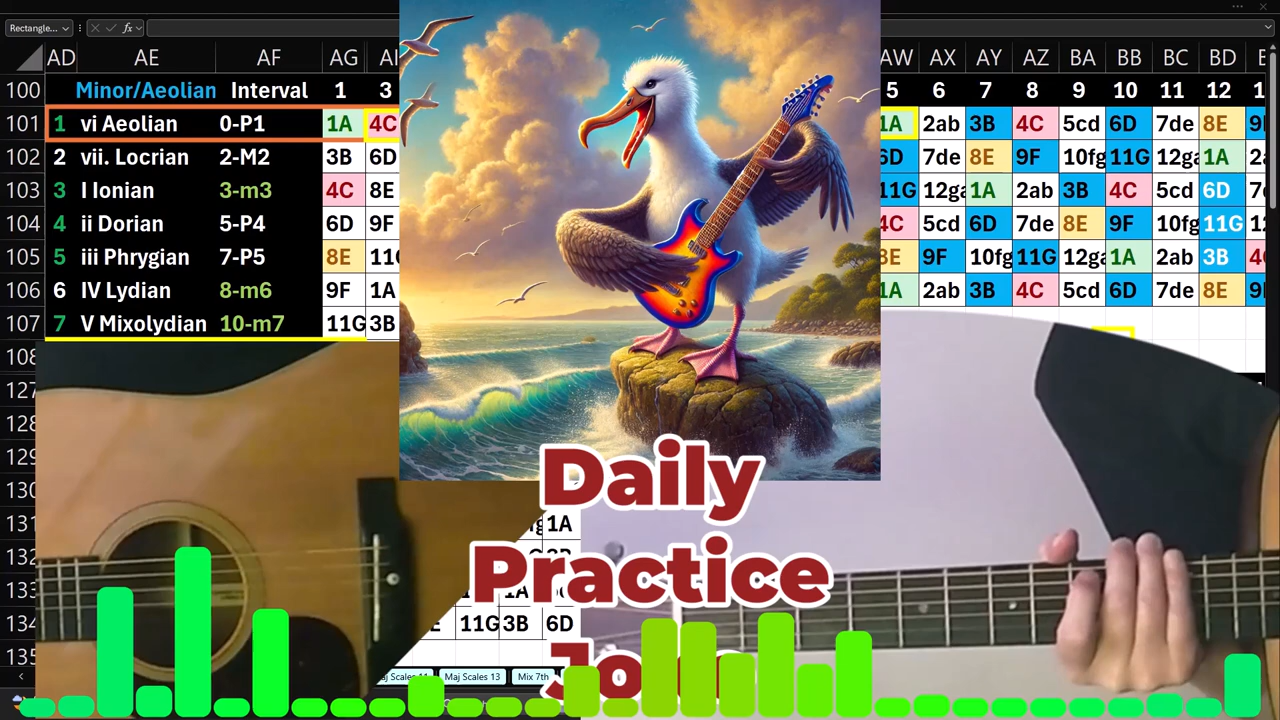 Rectangle... fx
AD AE AF AG AW AX AY AZ BA BB BC BD
100 Minor/Aeolian Interval 1 3 5 6 7 8 9 10 11 12
101 1 vi Aeolian 0-P1 1A 4C 1A 2ab 3B 4C 5cd 6D 7de 8E
102 2 vii. Locrian 2-M2 3B 6D 6D 7de 8E 9F 10fg 11G 12ga 1A
103 3 I Ionian 3-m3 4C 8E 11G 12ga 1A 2ab 3B 4C 5cd 6D
104 4 ii Dorian 5-P4 6D 9F 4C 5cd 6D 7de 8E 9F 10fg 11G
105 5 iii Phrygian 7-P5 8E 11G 8E 9F 10fg 11G 12ga 1A 2ab 3B
106 6 IV Lydian 8-m6 9F 1A 1A 2ab 3B 4C 5cd 6D 7de 8E
107 7 V Mixolydian 10-m7 11G 3B
108
127
128 Daily
129
130
131 1A
132 Practice
133
134 11G 3B 6D
135
Maj Scales 13 Mix 7th